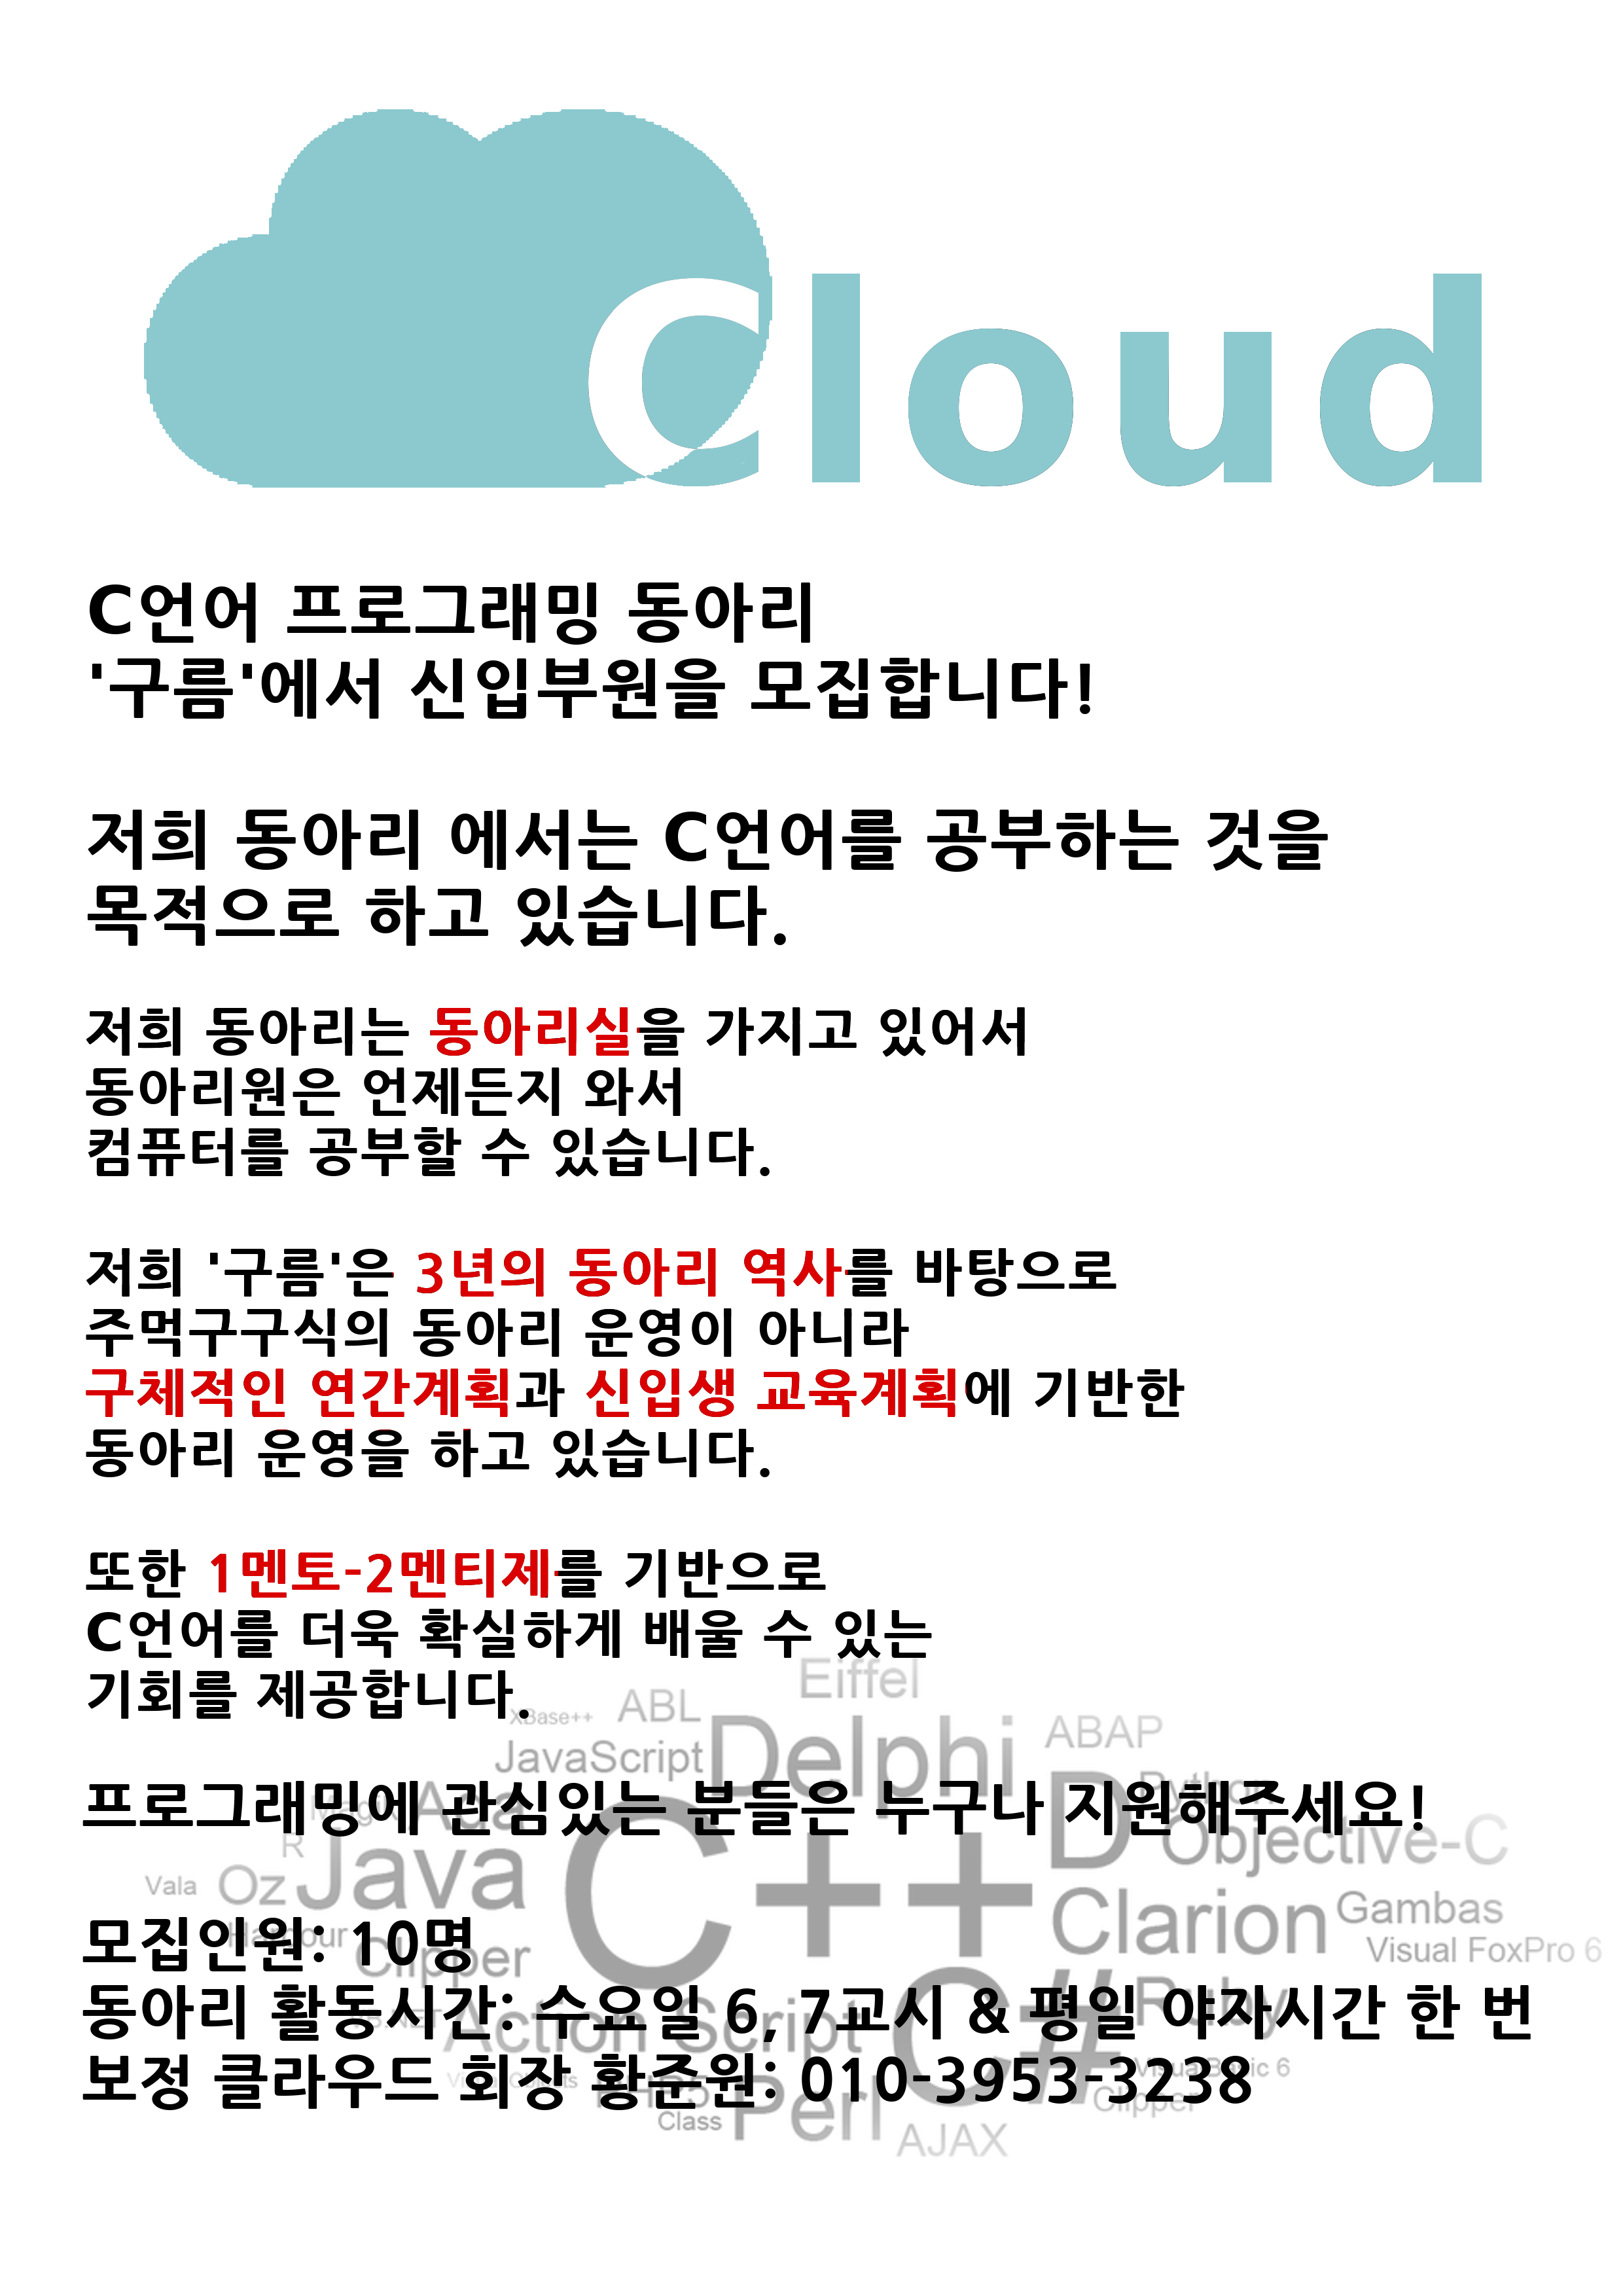 Cloud
C언어 프로그래밍 동아리
'구름'에서 신입부원을 모집합니다!
저희 동아리 에서는 C언어를 공부하는 것을
목적으로 하고 있습니다.
저희 동아리는 동아리실을 가지고 있어서
동아리원은 언제든지 와서
컴퓨터를 공부할 수 있습니다.
저희 '구름'은 3년의 동아리 역사를 바탕으로
주먹구구식의 동아리 운영이 아니라
구체적인 연간계획과 신입생 교육계획에 기반한
동아리 운영을 하고 있습니다.
또한 1멘토-2멘티제를 기반으로
C언어를 더욱 확실하게 배울 수 있는
기회를 제공합니다.
Eiffel
XBase++ ABL
Delphi ABAP
JavaScript
프로그래밍에 관심있는 분들은 누구나 지원해주세요!
Magik Ada C++ D Python
R Java Objective-C
Vala Oz
Clarion Gambas
Harbour Clipper Visual FoxPro 6
모집인원: 10명
동아리 활동시간: 수요일 6, 7교시 & 평일 야자시간 한 번
Action Script C# Ruby
보정 클라우드 회장 황준원: 010-3953-3238
Visual Basic 6
Perl Clipper
Class AJAX